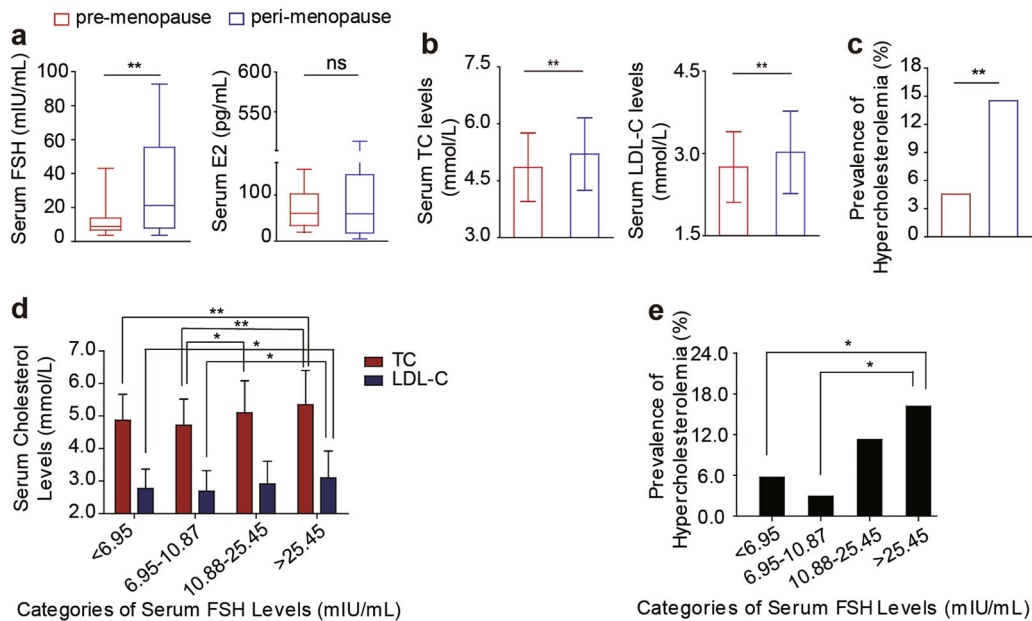 pre-menopause peri-menopause
a
Serum FSH (mIU/mL)
100
80
60
40
20
0
**
Serum E2 (pg/mL)
600
550
100
0
ns
b
Serum TC levels
(mmol/L)
7.5
6.0
4.5
3.0
**
Serum LDL-C levels
(mmol/L)
4.5
3.0
1.5
**
c
Prevalence of
Hypercholesterolemia (%)
18
15
12
9
6
3
0
**
d
Serum Cholesterol
Levels (mmol/L)
7.0
6.0
5.0
4.0
3.0
2.0
**
**
*
*
*
TC
LDL-C
<6.95
6.95-10.87
10.88-25.45
>25.45
Categories of Serum FSH Levels (mIU/mL)
e
Prevalence of
Hypercholesterolemia (%)
24.0
18.0
12.0
6.0
0.0
*
*
<6.95
6.95-10.87
10.88-25.45
>25.45
Categories of Serum FSH Levels (mIU/mL)